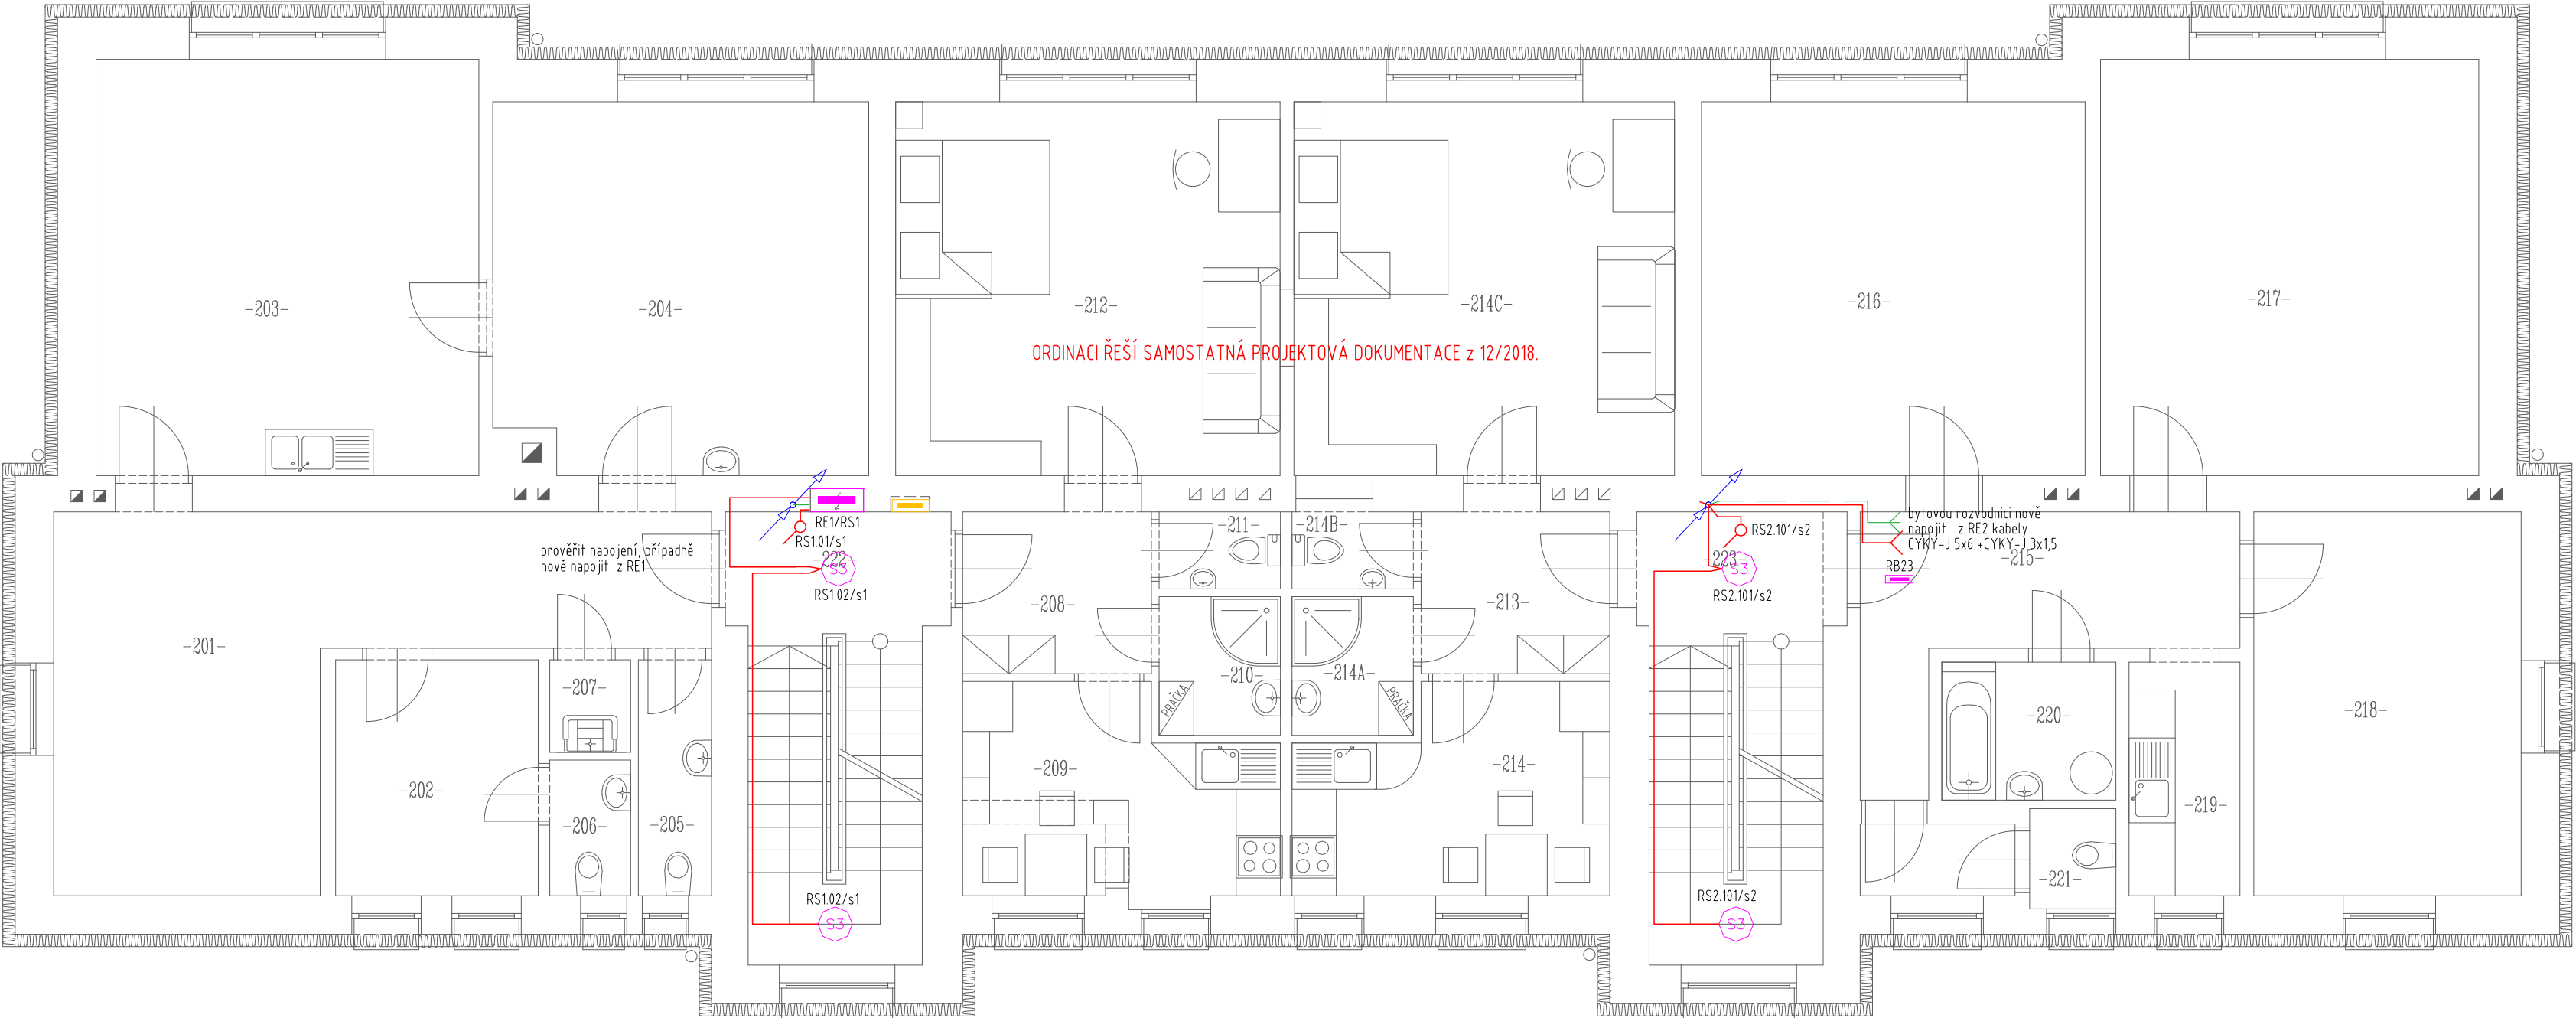 -203-
-204-
-212-
-214C-
-216-
-217-
ORDINACI ŘEŠÍ SAMOSTATNÁ PROJEKTOVÁ DOKUMENTACE z 12/2018.
RE1/RS1
RS1.01/s1
prověřit napojení, případně
nově napojit z RE1
-222-
S3
RS1.02/s1
-211-
-214B-
RS2.101/s2
-223-
S3
RS2.101/s2
bytovou rozvodnici nově
napojit z RE2 kabely
CYKY-J 5x6 +CYKY-J 3x1,5
-215-
RB23
-208-
-213-
-201-
-207-
-210-
-214A-
PRAČKA
PRAČKA
-220-
-218-
-202-
-209-
-214-
-219-
-206-
-205-
-221-
RS1.02/s1
S3
RS2.101/s2
S3